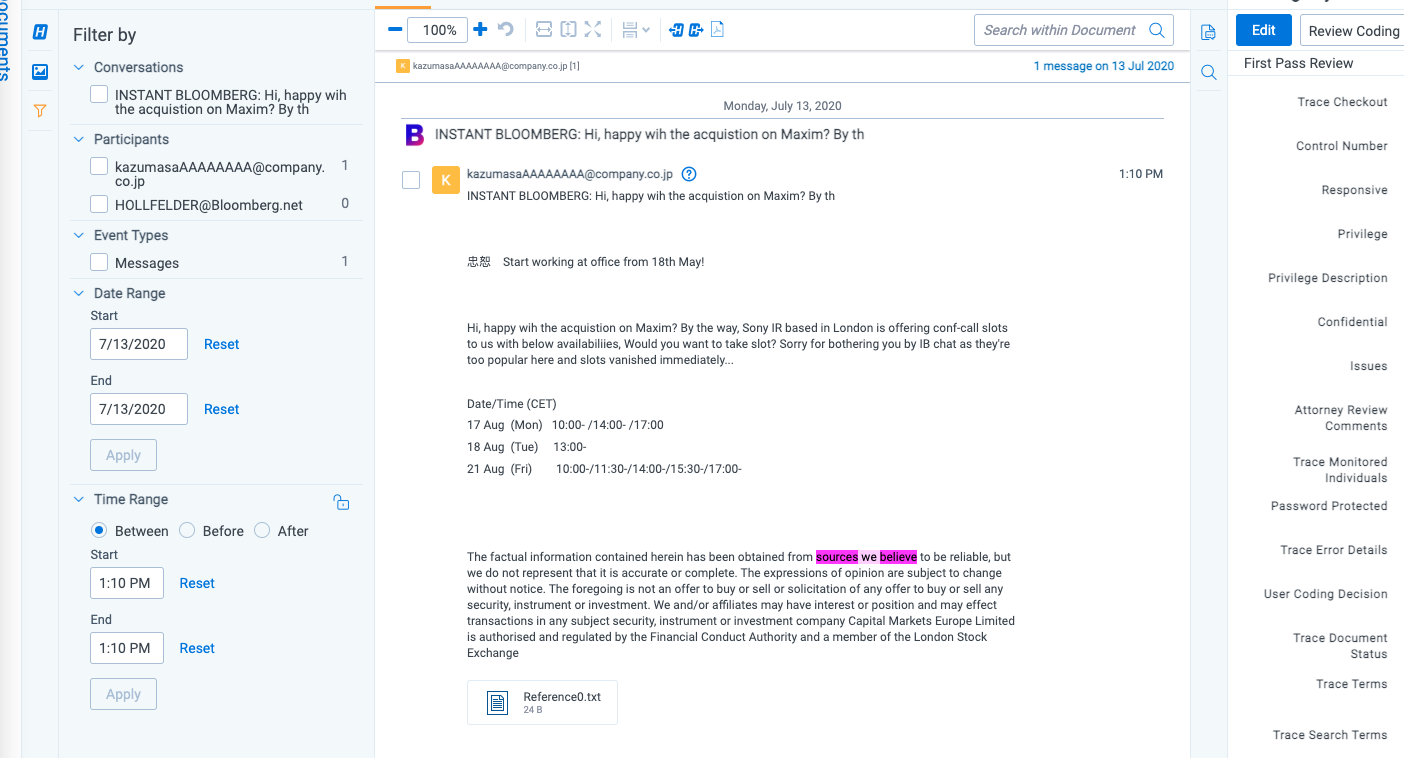 ocuments
Filter by
Conversations
INSTANT BLOOMBERG: Hi, happy wih
the acquistion on Maxim? By th
Participants
kazumasaAAAAAAAA@company.
co.jp
1
HOLLFELDER@Bloomberg.net
0
Event Types
Messages
1
Date Range
Start
7/13/2020
Reset
End
7/13/2020
Reset
Apply
Time Range
Between Before After
Start
1:10 PM
Reset
End
1:10 PM
Reset
Apply
100%
Search within Document
K kazumasaAAAAAAAA@company.co.jp [1]
1 message on 13 Jul 2020
Monday, July 13, 2020
B INSTANT BLOOMBERG: Hi, happy wih the acquistion on Maxim? By th
K
kazumasaAAAAAAAA@company.co.jp ?
1:10 PM
INSTANT BLOOMBERG: Hi, happy wih the acquistion on Maxim? By th
忠恕 Start working at office from 18th May!
Hi, happy wih the acquistion on Maxim? By the way, Sony IR based in London is offering conf-call slots
to us with below availabiliies, Would you want to take slot? Sorry for bothering you by IB chat as they're
too popular here and slots vanished immediately...
Date/Time (CET)
17 Aug (Mon) 10:00- /14:00- /17:00
18 Aug (Tue) 13:00-
21 Aug (Fri) 10:00-/11:30-/14:00-/15:30-/17:00-
The factual information contained herein has been obtained from sources we believe to be reliable, but
we do not represent that it is accurate or complete. The expressions of opinion are subject to change
without notice. The foregoing is not an offer to buy or sell or solicitation of any offer to buy or sell any
security, instrument or investment. We and/or affiliates may have interest or position and may effect
transactions in any subject security, instrument or investment company Capital Markets Europe Limited
is authorised and regulated by the Financial Conduct Authority and a member of the London Stock
Exchange
Reference0.txt
24 B
Edit
Review Coding
First Pass Review
Trace Checkout
Control Number
Responsive
Privilege
Privilege Description
Confidential
Issues
Attorney Review
Comments
Trace Monitored
Individuals
Password Protected
Trace Error Details
User Coding Decision
Trace Document
Status
Trace Terms
Trace Search Terms